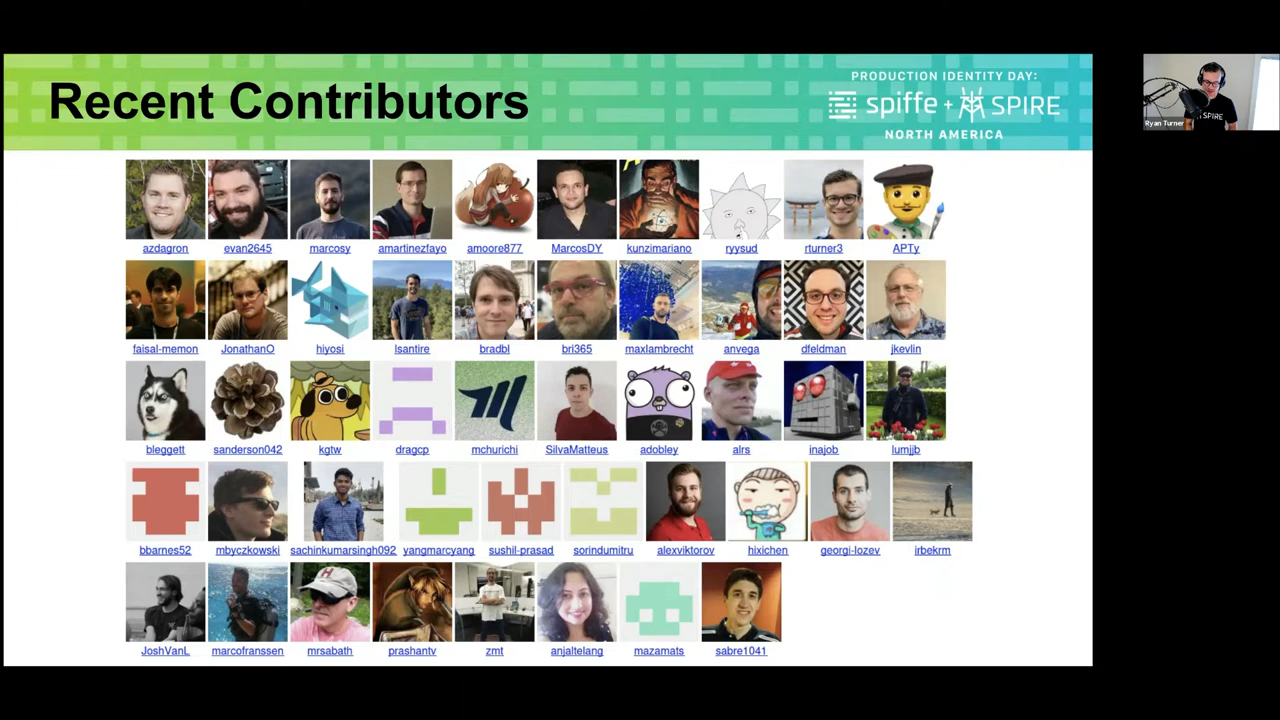 Recent Contributors
PRODUCTION IDENTITY DAY:
spiffe + SPIRE
NORTH AMERICA
SPIRE
Ryan Turner
azdagron evan2645 marcosy amartinezfayo amoore877 MarcosDY kunzimariano ryysud rturner3 APTy
faisal-memon JonathanO hiyosi lsantire bradbl bri365 maxlambrecht anvega dfeldman jkevlin
bleggett sanderson042 kgtw dragcp mchurichi SilvaMatteus adobley alrs inajob lumjjb
bbarnes52 mbyczkowski sachinkumarsingh092 yangmarcyang sushil-prasad sorindumitru alexviktorov hixichen georgi-lozev irbekrm
JoshVanL marcofranssen mrsabath prashantv zmt anjaltelang mazamats sabre1041